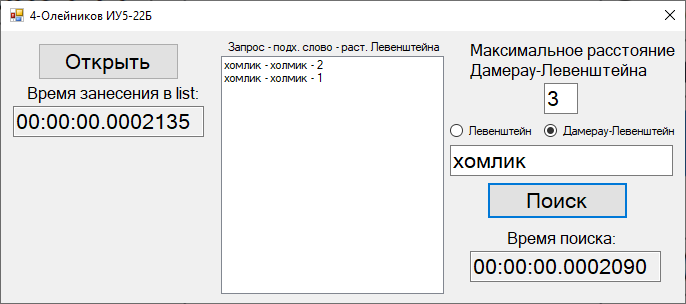 4-Олейников ИУ5-22Б
Открыть
Время занесения в list:
00:00:00.0002135
Запрос - подх. слово - раст. Левенштейна
хомлик - холмик - 2
хомлик - холмик - 1
Максимальное расстояние
Дамерау-Левенштейна
3
Левенштейн
Дамерау-Левенштейн
хомлик
Поиск
Время поиска:
00:00:00.0002090